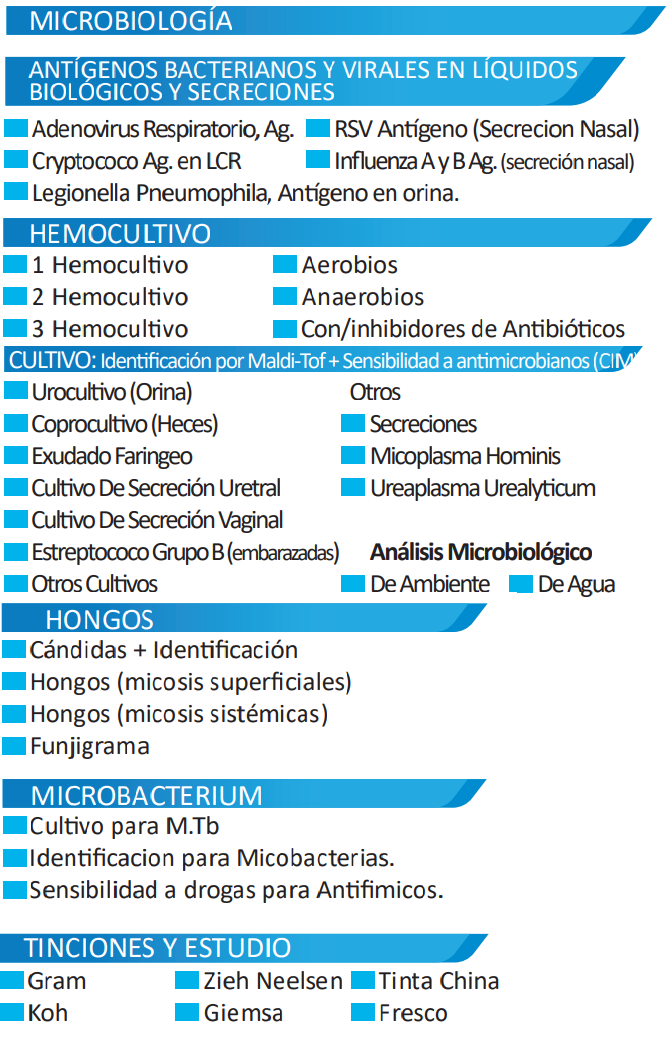 MICROBIOLOGÍA
ANTÍGENOS BACTERIANOS Y VIRALES EN LÍQUIDOS
BIOLÓGICOS Y SECRECIONES
Adenovirus Respiratorio, Ag. RSV Antígeno (Secrecion Nasal)
Cryptococo Ag. en LCR Influenza A y B Ag. (secreción nasal)
Legionella Pneumophila, Antígeno en orina.
HEMOCULTIVO
1 Hemocultivo Aerobios
2 Hemocultivo Anaerobios
3 Hemocultivo Con/inhibidores de Antibióticos
CULTIVO: Identificación por Maldi-Tof + Sensibilidad a antimicrobianos (CIM)
Urocultivo (Orina) Otros
Coprocultivo (Heces) Secreciones
Exudado Faringeo Micoplasma Hominis
Cultivo De Secreción Uretral Ureaplasma Urealyticum
Cultivo De Secreción Vaginal
Estreptococo Grupo B (embarazadas) Análisis Microbiológico
Otros Cultivos De Ambiente De Agua
HONGOS
Cándidas + Identificación
Hongos (micosis superficiales)
Hongos (micosis sistémicas)
Funjigrama
MICROBACTERIUM
Cultivo para M.Tb
Identificacion para Micobacterias.
Sensibilidad a drogas para Antifimicos.
TINCIONES Y ESTUDIO
Gram Zieh Neelsen Tinta China
Koh Giemsa Fresco